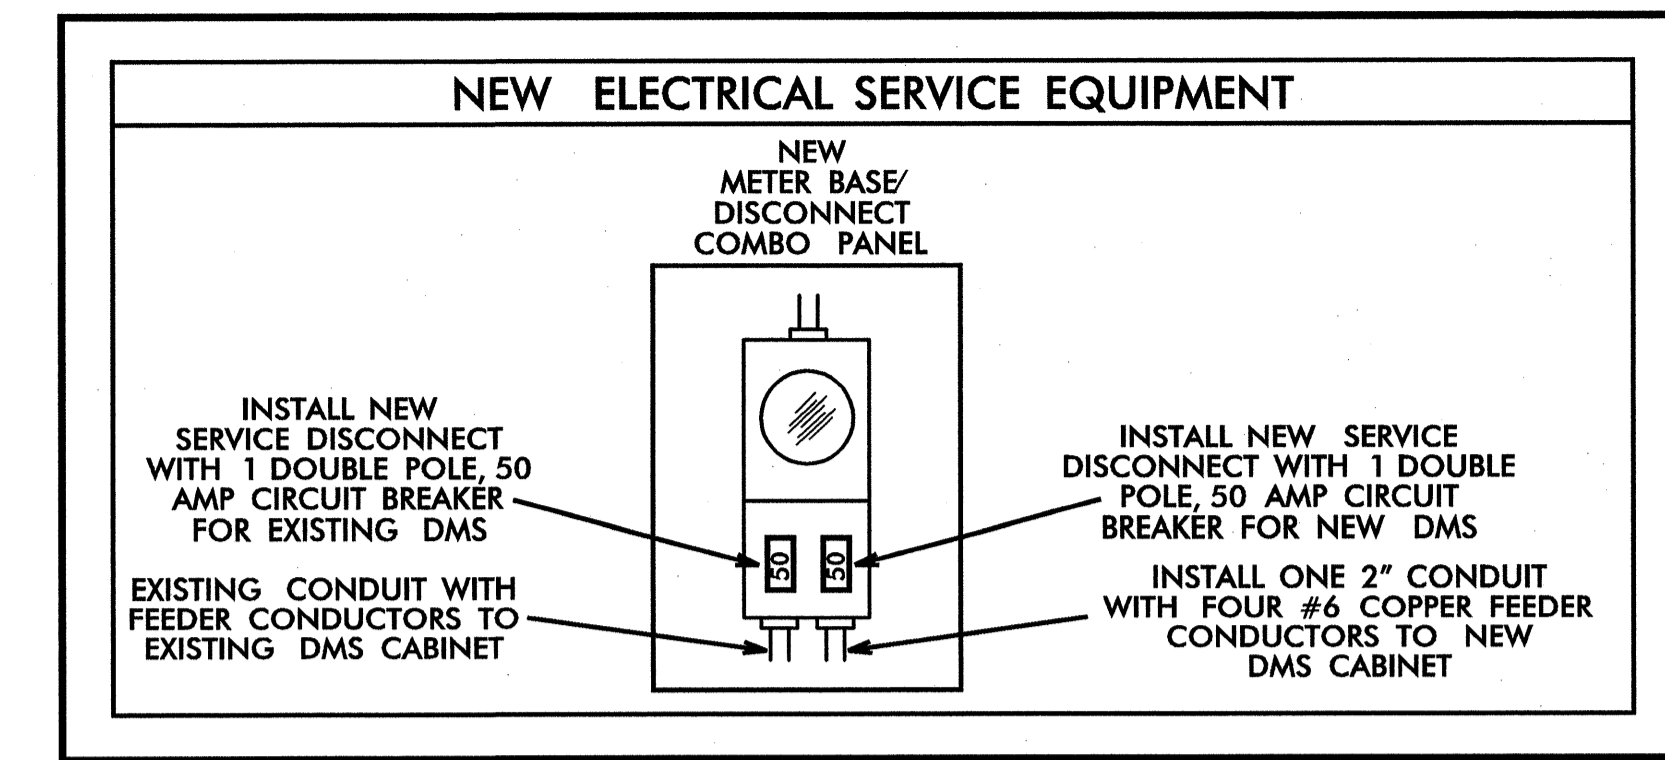 NEW ELECTRICAL SERVICE EQUIPMENT
NEW
METER BASE/
DISCONNECT
COMBO PANEL
INSTALL NEW
SERVICE DISCONNECT
WITH 1 DOUBLE POLE, 50
AMP CIRCUIT BREAKER
FOR EXISTING DMS
EXISTING CONDUIT WITH
FEEDER CONDUCTORS TO
EXISTING DMS CABINET
50
50
INSTALL NEW SERVICE
DISCONNECT WITH 1 DOUBLE
POLE, 50 AMP CIRCUIT
BREAKER FOR NEW DMS
INSTALL ONE 2" CONDUIT
WITH FOUR #6 COPPER FEEDER
CONDUCTORS TO NEW
DMS CABINET